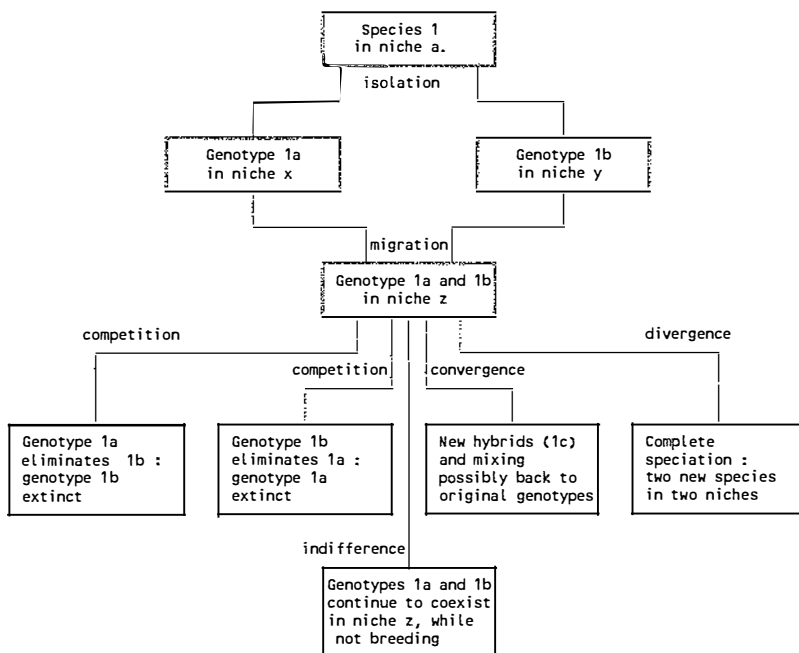 Species 1
in niche a.
isolation
Genotype 1a
in niche x
Genotype 1b
in niche y
migration
Genotype 1a and 1b
in niche z
competition
competition
convergence
divergence
Genotype 1a
eliminates 1b :
genotype 1b
extinct
Genotype 1b
eliminates 1a :
genotype 1a
extinct
New hybrids (1c)
and mixing
possibly back to
original genotypes
Complete
speciation :
two new species
in two niches
indifference
Genotypes 1a and 1b
continue to coexist
in niche z, while
not breeding